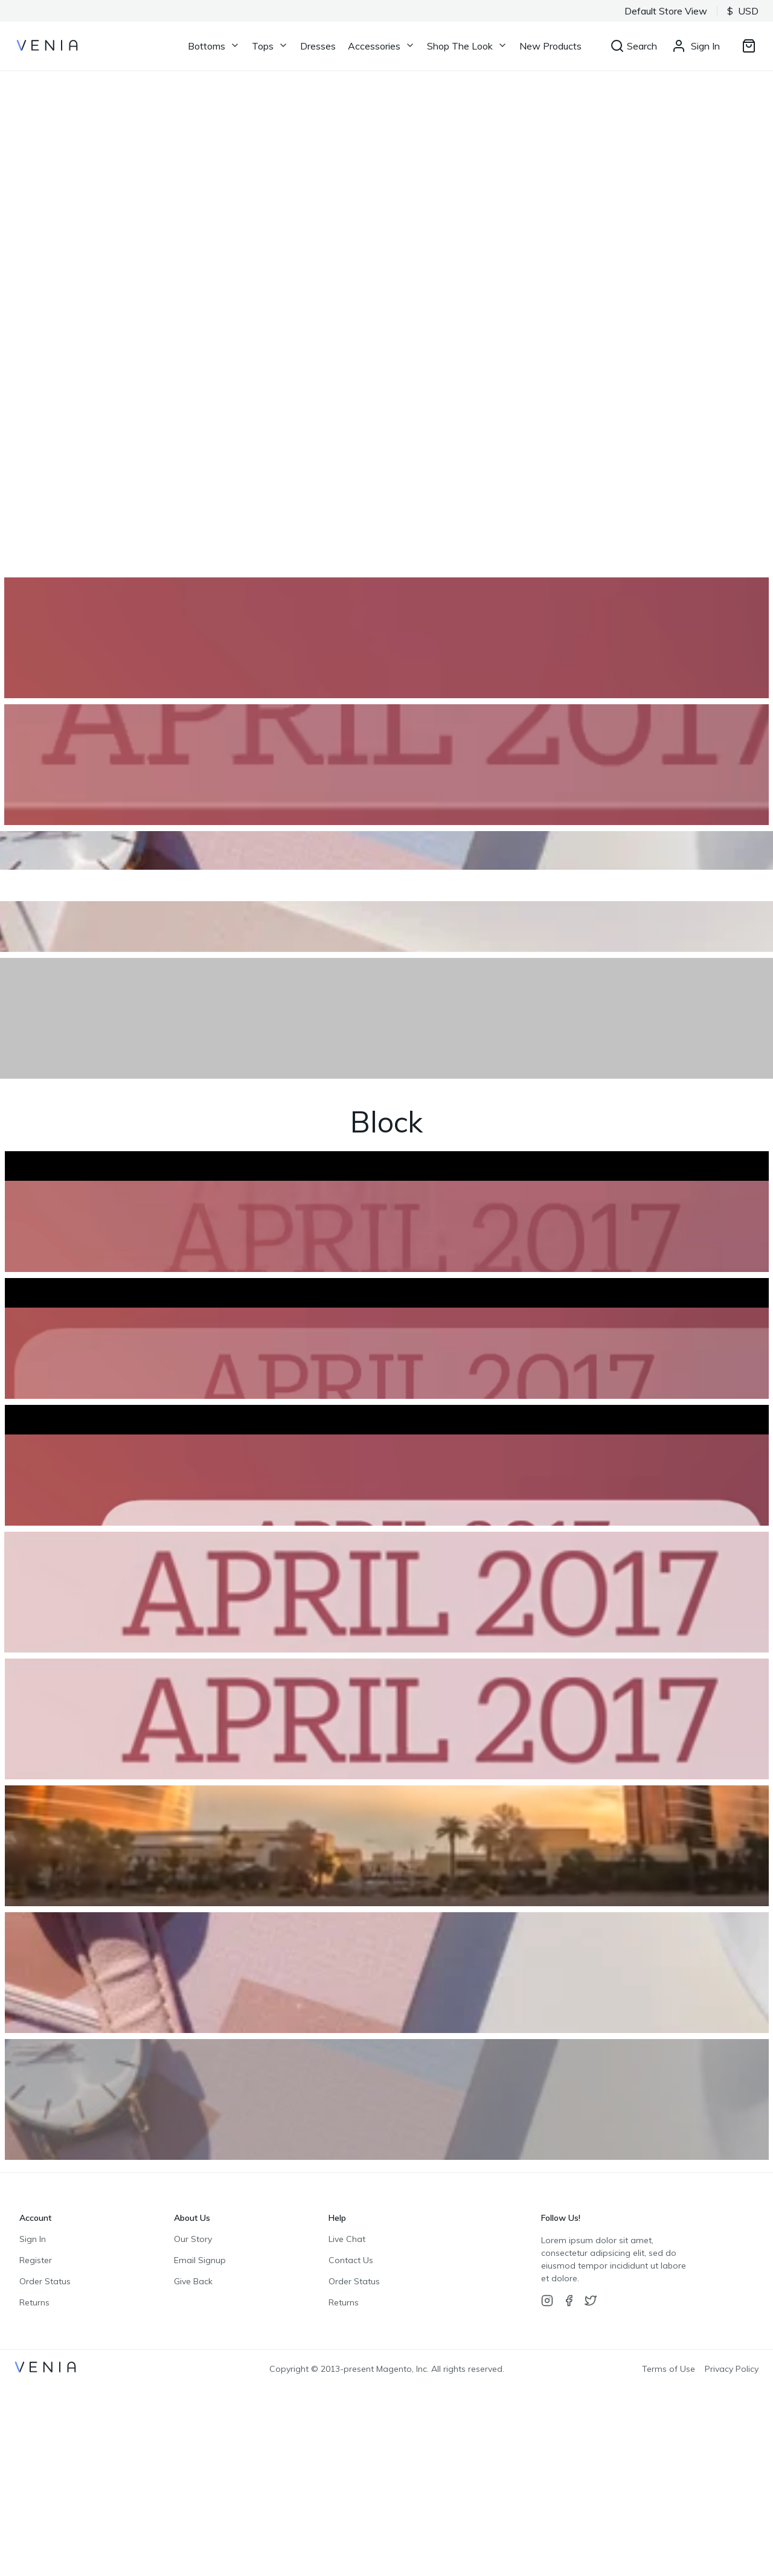 Default Store View
$ USD
VENIA
Bottoms
Tops
Dresses
Accessories
Shop The Look
New Products
Search
Sign In
APRIL 2017
Block
APRIL 2017
APRIL 2017
APRIL 2017
APRIL 2017
APRIL 2017
Account
Sign In
Register
Order Status
Returns
About Us
Our Story
Email Signup
Give Back
Help
Live Chat
Contact Us
Order Status
Returns
Follow Us!
Lorem ipsum dolor sit amet,
consectetur adipsicing elit, sed do
eiusmod tempor incididunt ut labore
et dolore.
VENIA
Copyright © 2013-present Magento, Inc. All rights reserved.
Terms of Use
Privacy Policy